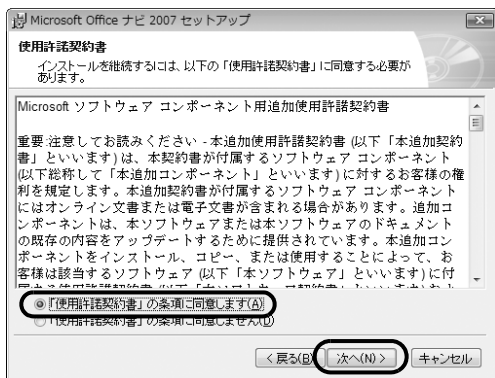 Microsoft Office ナビ 2007 セットアップ
使用許諾契約書
インストールを継続するには、以下の「使用許諾契約書」に同意する必要が
あります。
Microsoft ソフトウェア コンポーネント用追加使用許諾契約書
重要:注意してお読みください - 本追加使用許諾契約書 (以下「本追加契約
書」といいます) は、本契約書が付属するソフトウェア コンポーネント
(以下総称して「本追加コンポーネント」といいます) に対するお客様の権
利を規定します。本追加契約書が付属するソフトウェア コンポーネント
にはオンライン文書または電子文書が含まれる場合があります。追加コ
ンポーネントは、本ソフトウェアまたは本ソフトウェアのドキュメント
の既存の内容をアップデートするために提供されています。本追加コン
ポーネントをインストール、コピー、または使用することによって、お
客様は該当するソフトウェア (以下「本ソフトウェア」といいます) に付
「使用許諾契約書」の条項に同意します(A)
「使用許諾契約書」の条項に同意しません(D)
< 戻る(B)
次へ(N) >
キャンセル